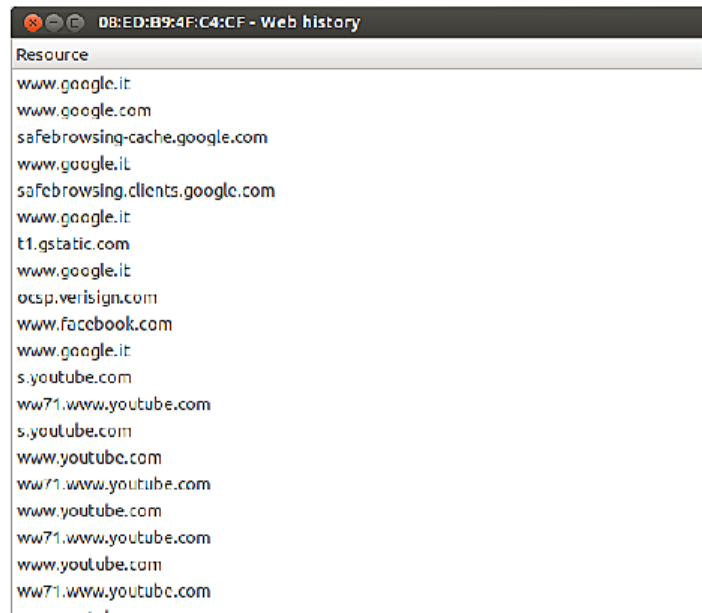 08:ED:B9:4F:C4:CF - Web history
Resource
www.google.it
www.google.com
safebrowsing-cache.google.com
www.google.it
safebrowsing.clients.google.com
www.google.it
t1.gstatic.com
www.google.it
ocsp.verisign.com
www.facebook.com
www.google.it
s.youtube.com
ww71.www.youtube.com
s.youtube.com
www.youtube.com
ww71.www.youtube.com
www.youtube.com
ww71.www.youtube.com
www.youtube.com
ww71.www.youtube.com